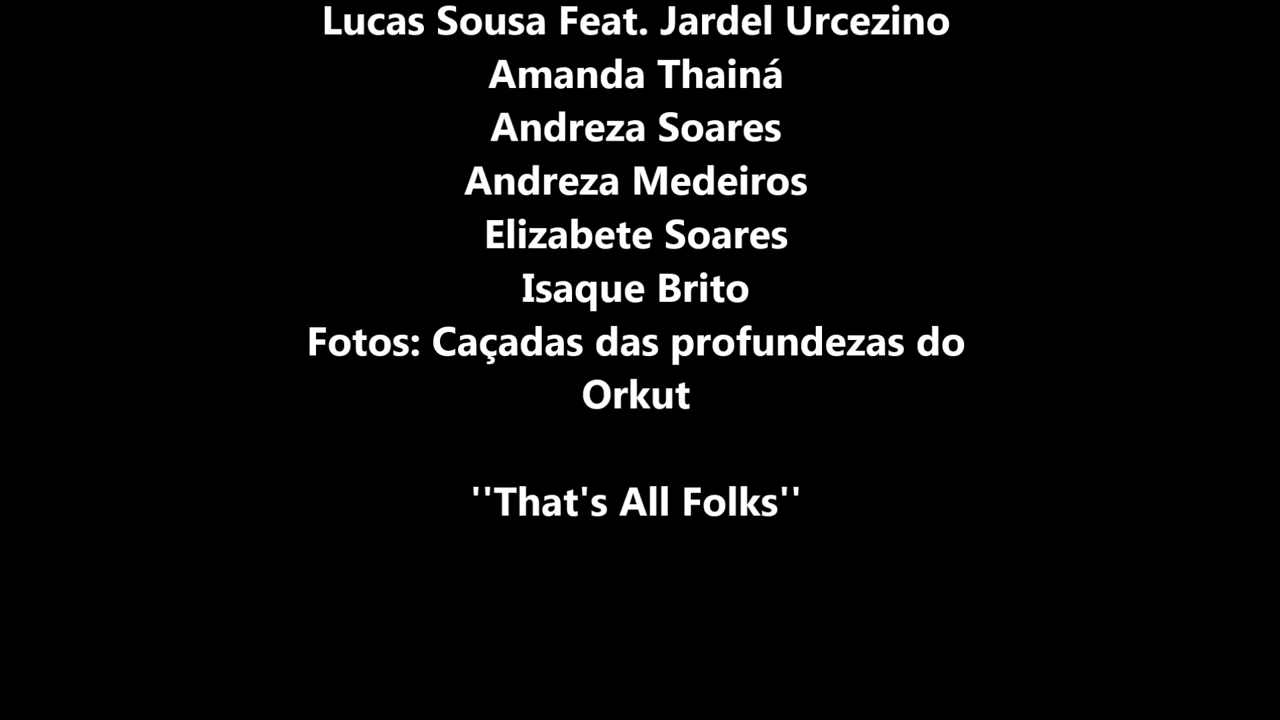 Lucas Sousa Feat. Jardel Urcezino
Amanda Thainá
Andreza Soares
Andreza Medeiros
Elizabete Soares
Isaque Brito
Fotos: Caçadas das profundezas do
Orkut
''That's All Folks''